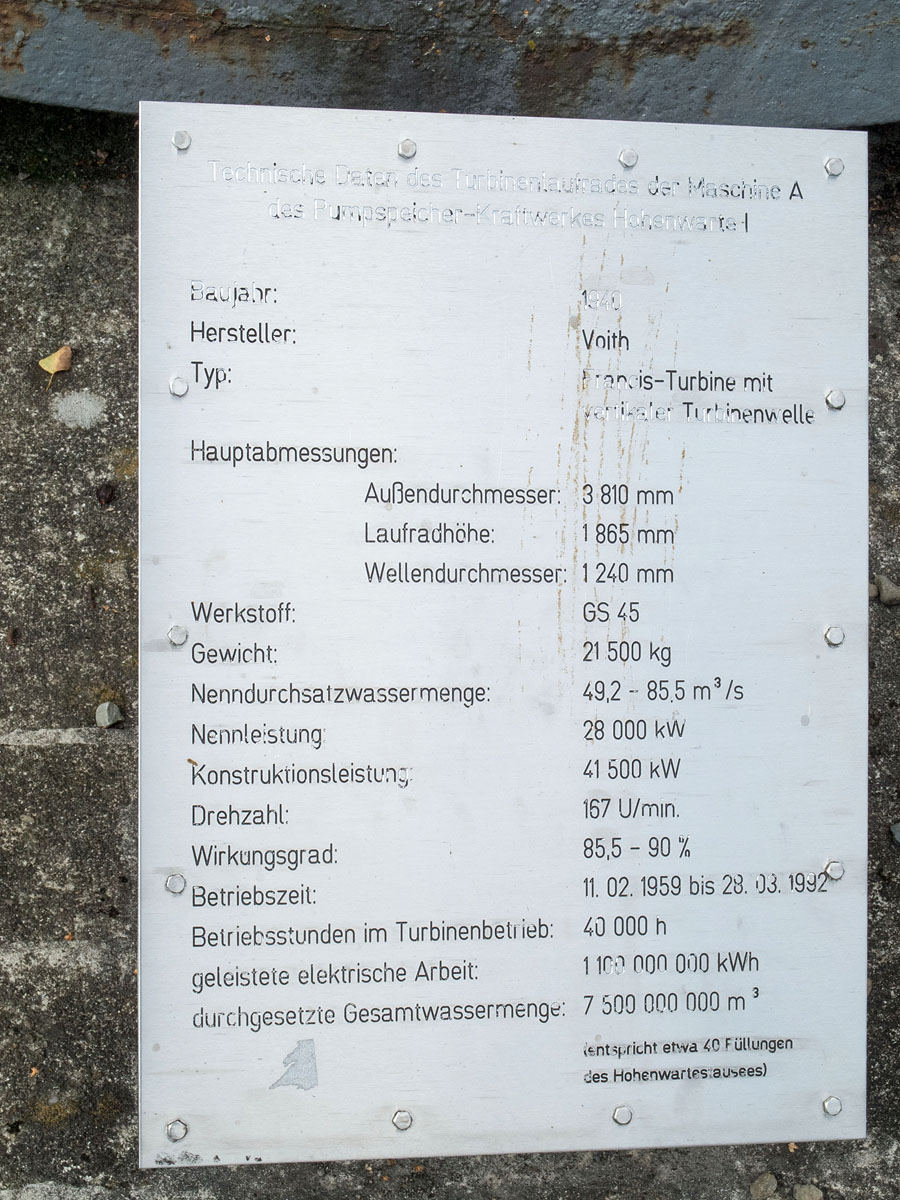 Technische Daten des Turbinenlaufrades der Maschine A
des Pumpspeicher-Kraftwerkes Hohenwarte I
Baujahr: 1940
Hersteller: Voith
Typ: Francis-Turbine mit
vertikaler Turbinenwelle
Hauptabmessungen:
Außendurchmesser: 3 810 mm
Laufradhöhe: 1 865 mm
Wellendurchmesser: 1 240 mm
Werkstoff: GS 45
Gewicht: 21 500 kg
Nenndurchsatzwassermenge: 49,2 - 85,5 m³/s
Nennleistung: 28 000 kW
Konstruktionsleistung: 41 500 kW
Drehzahl: 167 U/min.
Wirkungsgrad: 85,5 - 90 %
Betriebszeit: 11. 02. 1959 bis 28. 03. 1992
Betriebsstunden im Turbinenbetrieb: 40 000 h
geleistete elektrische Arbeit: 1 100 000 000 kWh
durchgesetzte Gesamtwassermenge: 7 500 000 000 m³
(entspricht etwa 40 Füllungen
des Hohenwartestausees)